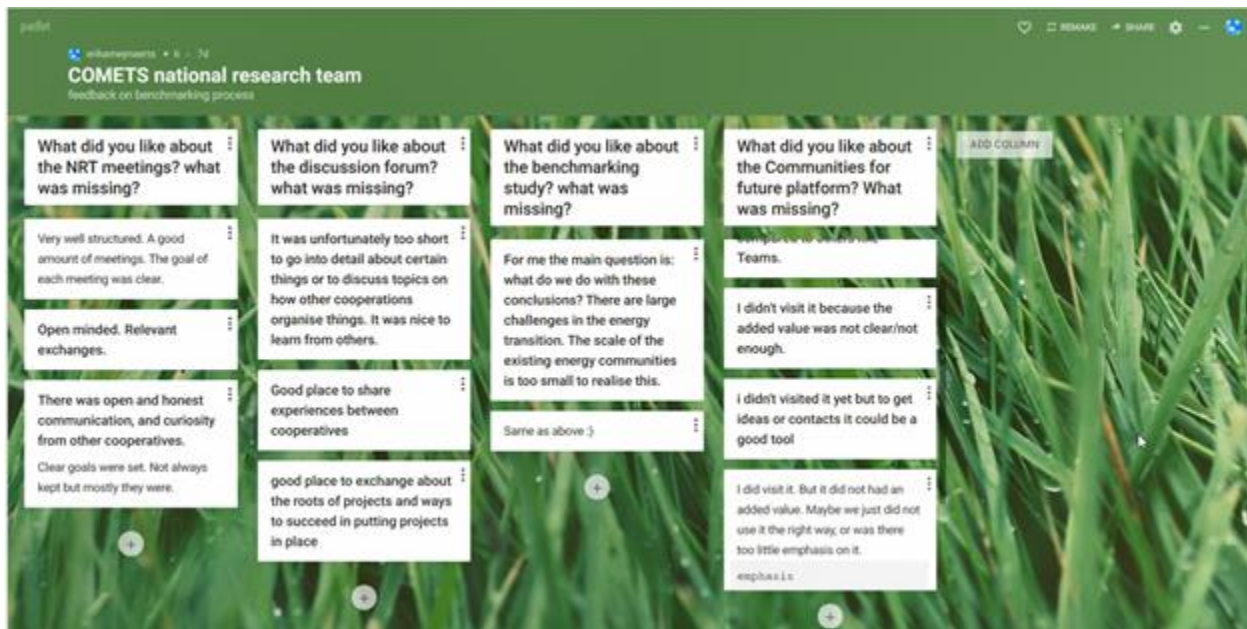 padlet
REMAKE
SHARE
6
7d
COMETS national research team
feedback on benchmarking process
What did you like about
the NRT meetings? what
was missing?
Very well structured. A good
amount of meetings. The goal of
each meeting was clear.
Open minded. Relevant
exchanges.
There was open and honest
communication, and curiosity
from other cooperatives.
Clear goals were set. Not always
kept but mostly they were.
What did you like about
the discussion forum?
what was missing?
It was unfortunately too short
to go into detail about certain
things or to discuss topics on
how other cooperations
organise things. It was nice to
learn from others.
Good place to share
experiences between
cooperatives
good place to exchange about
the roots of projects and ways
to succeed in putting projects
in place
What did you like about
the benchmarking
study? what was
missing?
For me the main question is:
what do we do with these
conclusions? There are large
challenges in the energy
transition. The scale of the
existing energy communities
is too small to realise this.
Same as above :)
What did you like about
the Communities for
future platform? What
was missing?
Teams.
I didn't visit it because the
added value was not clear/not
enough.
i didn't visited it yet but to get
ideas or contacts it could be a
good tool
I did visit it. But it did not had an
added value. Maybe we just did not
use it the right way, or was there
too little emphasis on it.
emphasis
ADD COLUMN